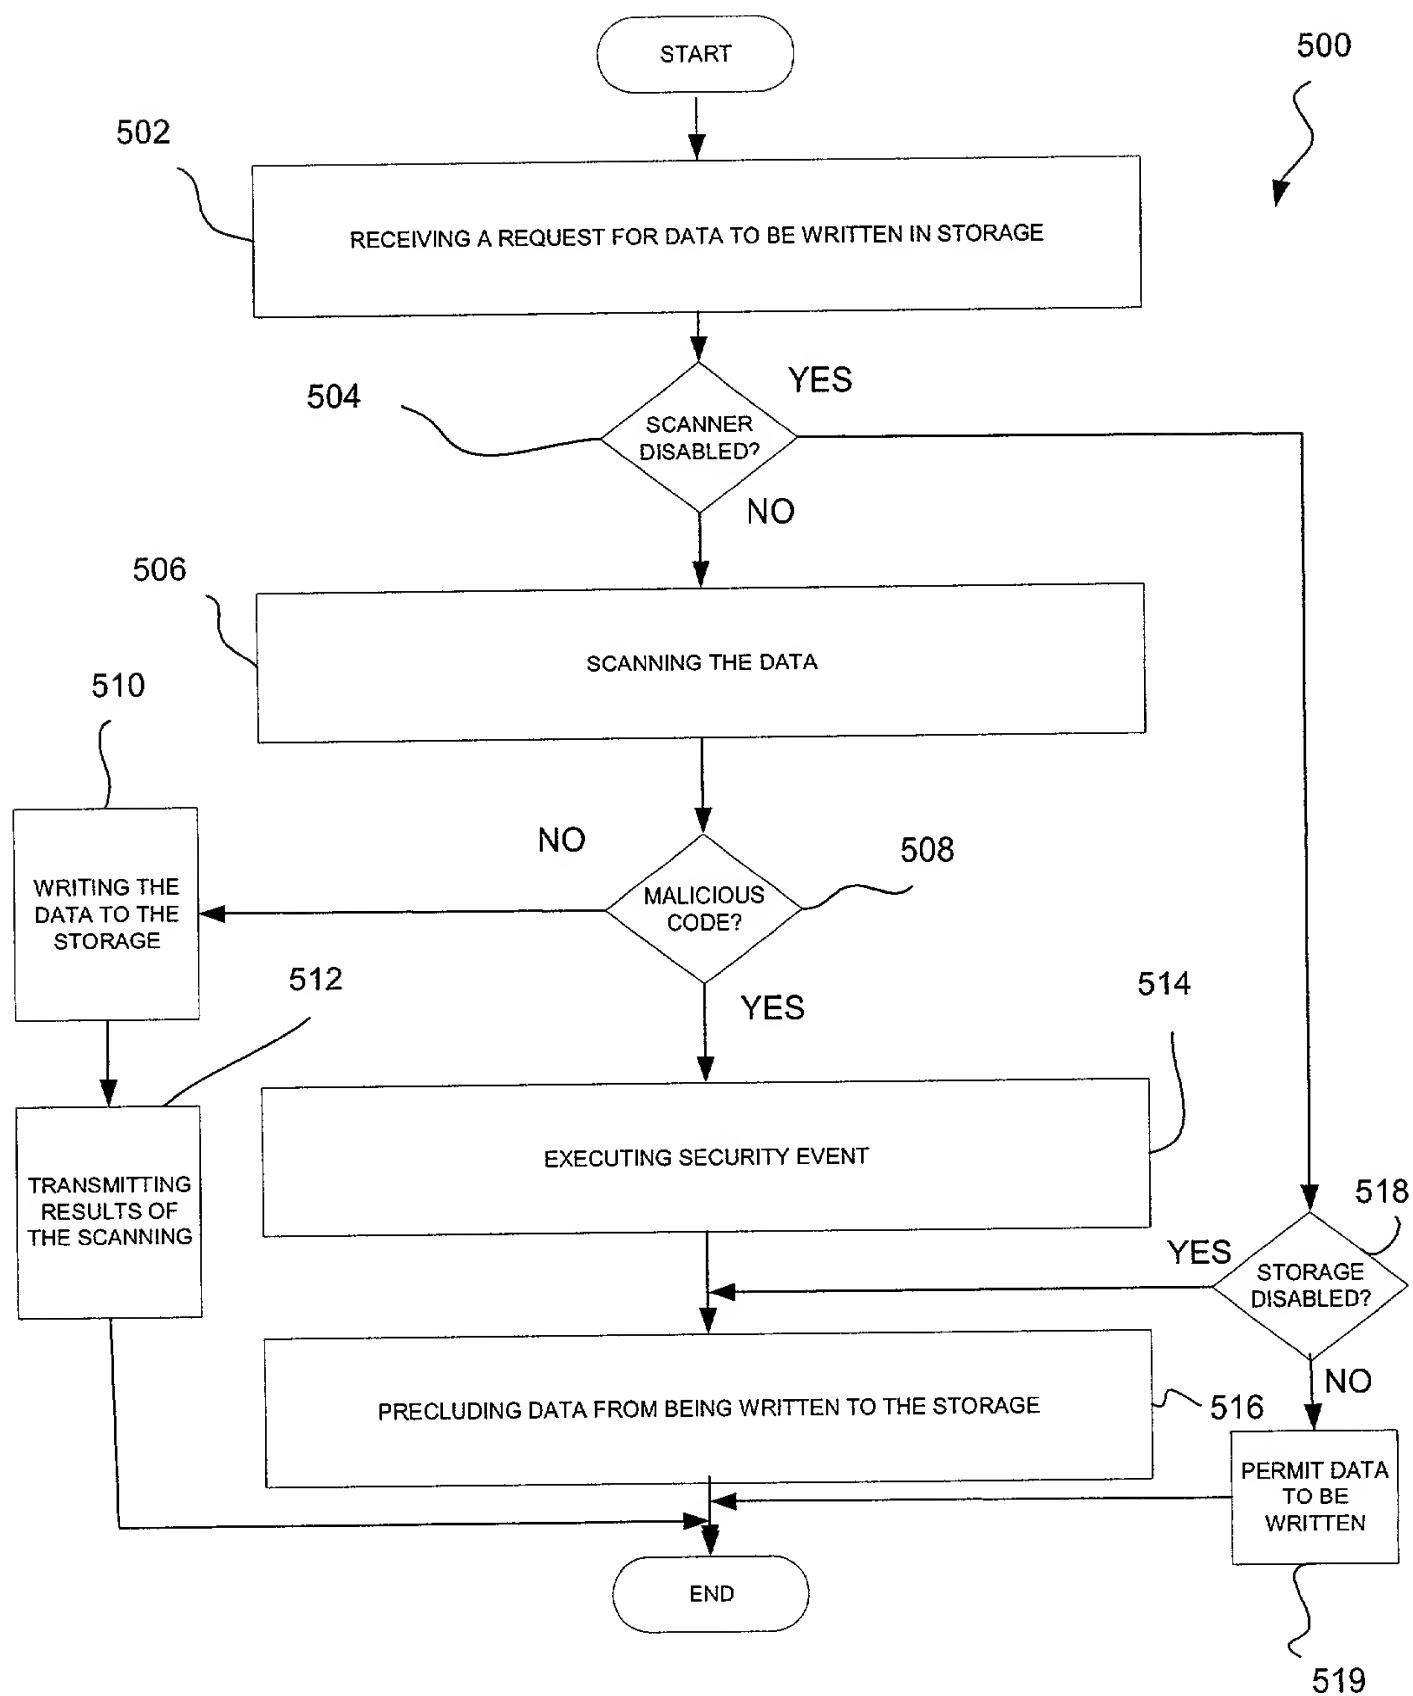 START
500
502
RECEIVING A REQUEST FOR DATA TO BE WRITTEN IN STORAGE
YES
504
SCANNER
DISABLED?
NO
506
SCANNING THE DATA
510
NO
508
MALICIOUS
CODE?
WRITING THE
DATA TO THE
STORAGE
512
YES
514
EXECUTING SECURITY EVENT
TRANSMITTING
RESULTS OF
THE SCANNING
518
YES
STORAGE
DISABLED?
NO
PRECLUDING DATA FROM BEING WRITTEN TO THE STORAGE
516
PERMIT DATA
TO BE
WRITTEN
END
519